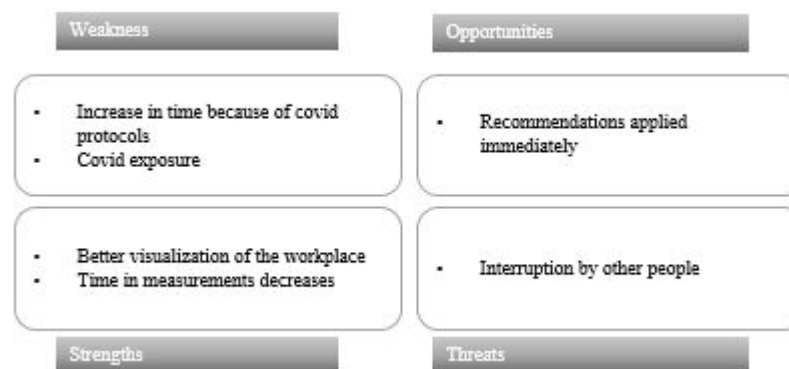 Weakness
Opportunities
▪ Increase in time because of covid
protocols
▪ Covid exposure
▪ Recommendations applied
immediately
▪ Better visualization of the workplace
▪ Time in measurements decreases
▪ Interruption by other people
Strengths
Threats